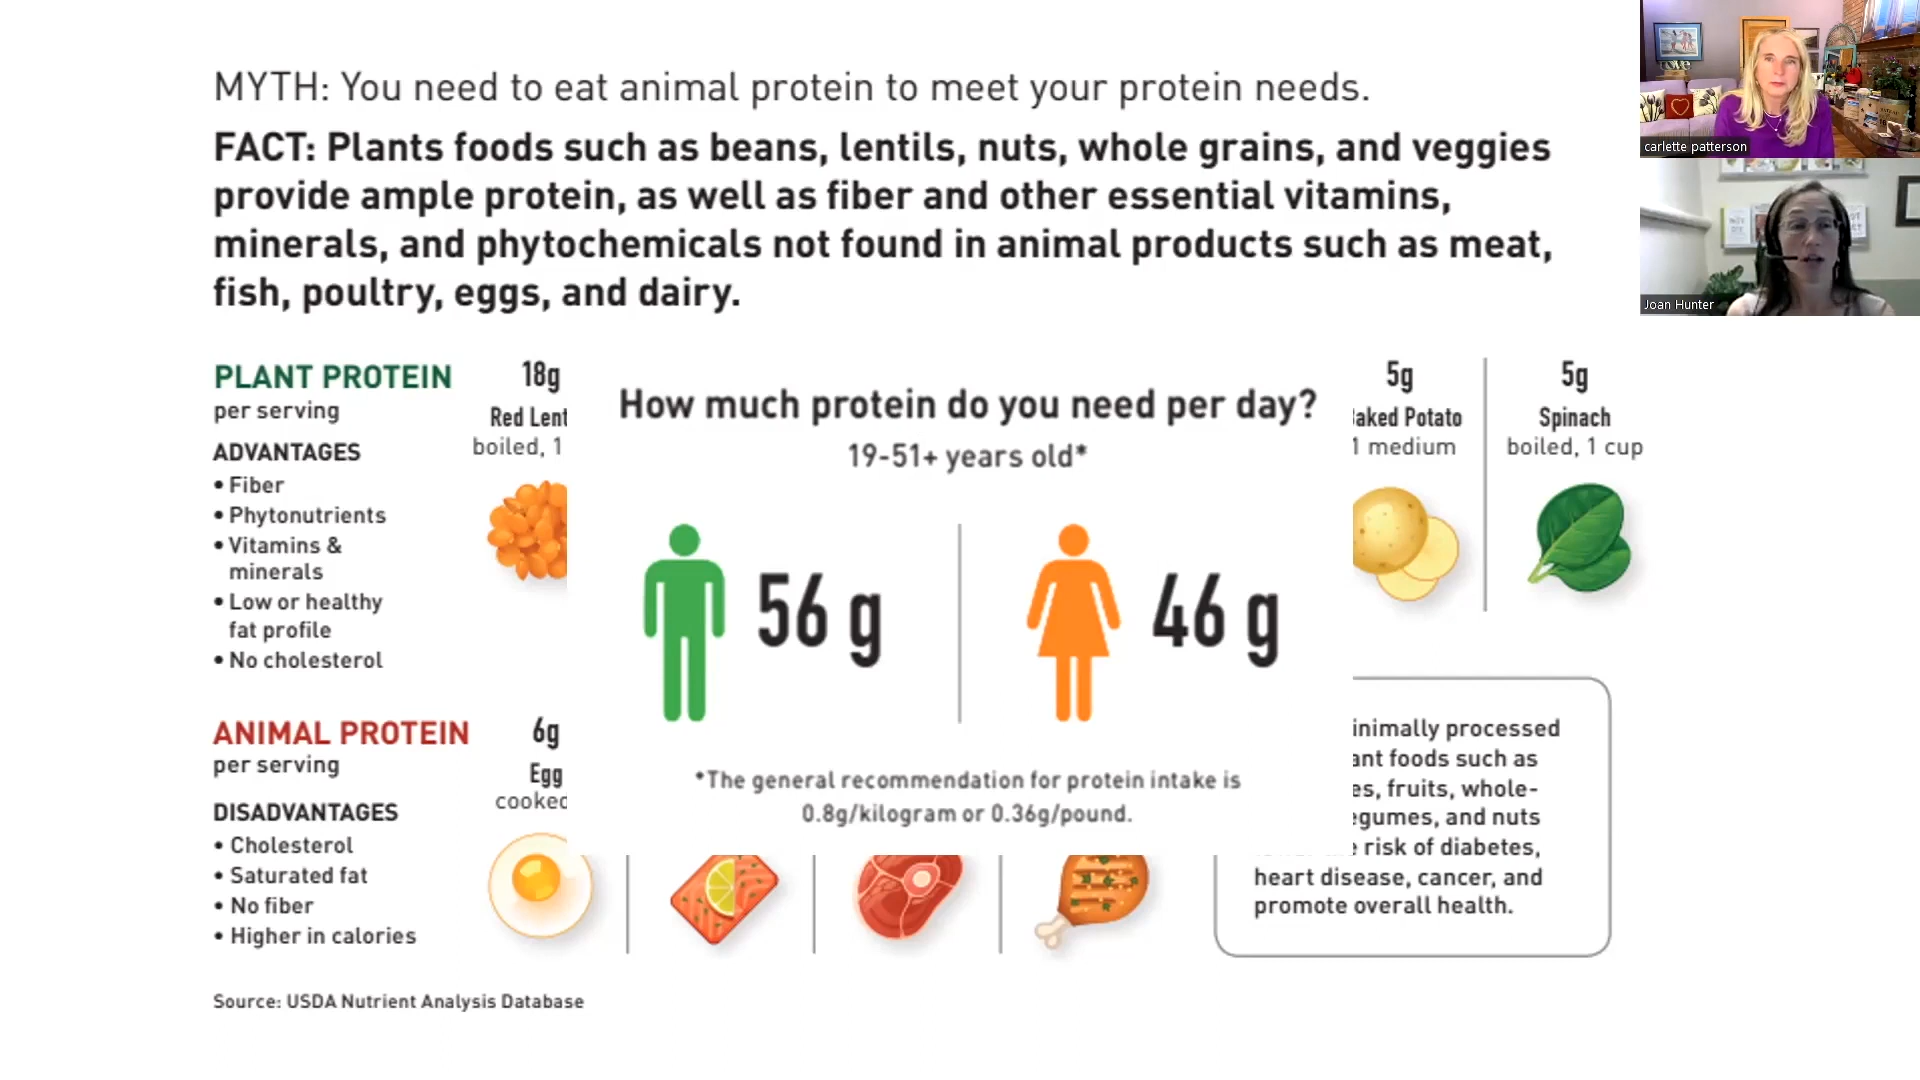 MYTH: You need to eat animal protein to meet your protein needs.
FACT: Plants foods such as beans, lentils, nuts, whole grains, and veggies
provide ample protein, as well as fiber and other essential vitamins,
minerals, and phytochemicals not found in animal products such as meat,
fish, poultry, eggs, and dairy.
carlette patterson
Joan Hunter
PLANT PROTEIN
per serving
ADVANTAGES
• Fiber
• Phytonutrients
• Vitamins &
minerals
• Low or healthy
fat profile
• No cholesterol
18g
Red Lent
boiled, 1
How much protein do you need per day?
19-51+ years old*
56 g
46 g
*The general recommendation for protein intake is
0.8g/kilogram or 0.36g/pound.
5g
aked Potato
1 medium
5g
Spinach
boiled, 1 cup
ANIMAL PROTEIN
per serving
DISADVANTAGES
• Cholesterol
• Saturated fat
• No fiber
• Higher in calories
6g
Egg
cooked
inimally processed
ant foods such as
es, fruits, whole-
egumes, and nuts
risk of diabetes,
heart disease, cancer, and
promote overall health.
Source: USDA Nutrient Analysis Database